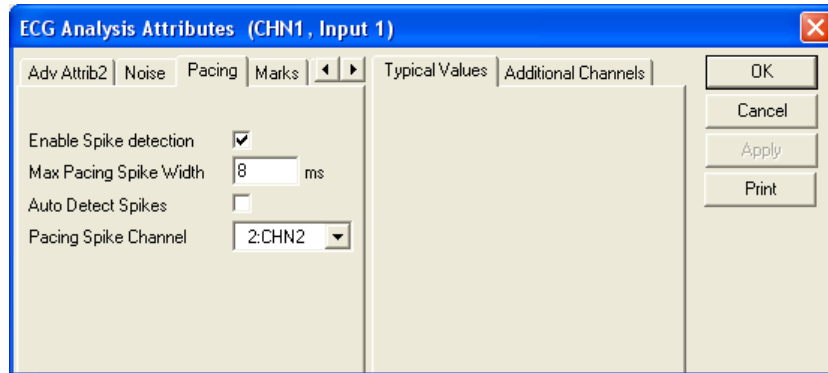 ECG Analysis Attributes (CHN1, Input 1)
Adv Attrib2 Noise Pacing Marks
Typical Values Additional Channels
Enable Spike detection
Max Pacing Spike Width 8 ms
Auto Detect Spikes
Pacing Spike Channel 2:CHN2
OK
Cancel
Apply
Print